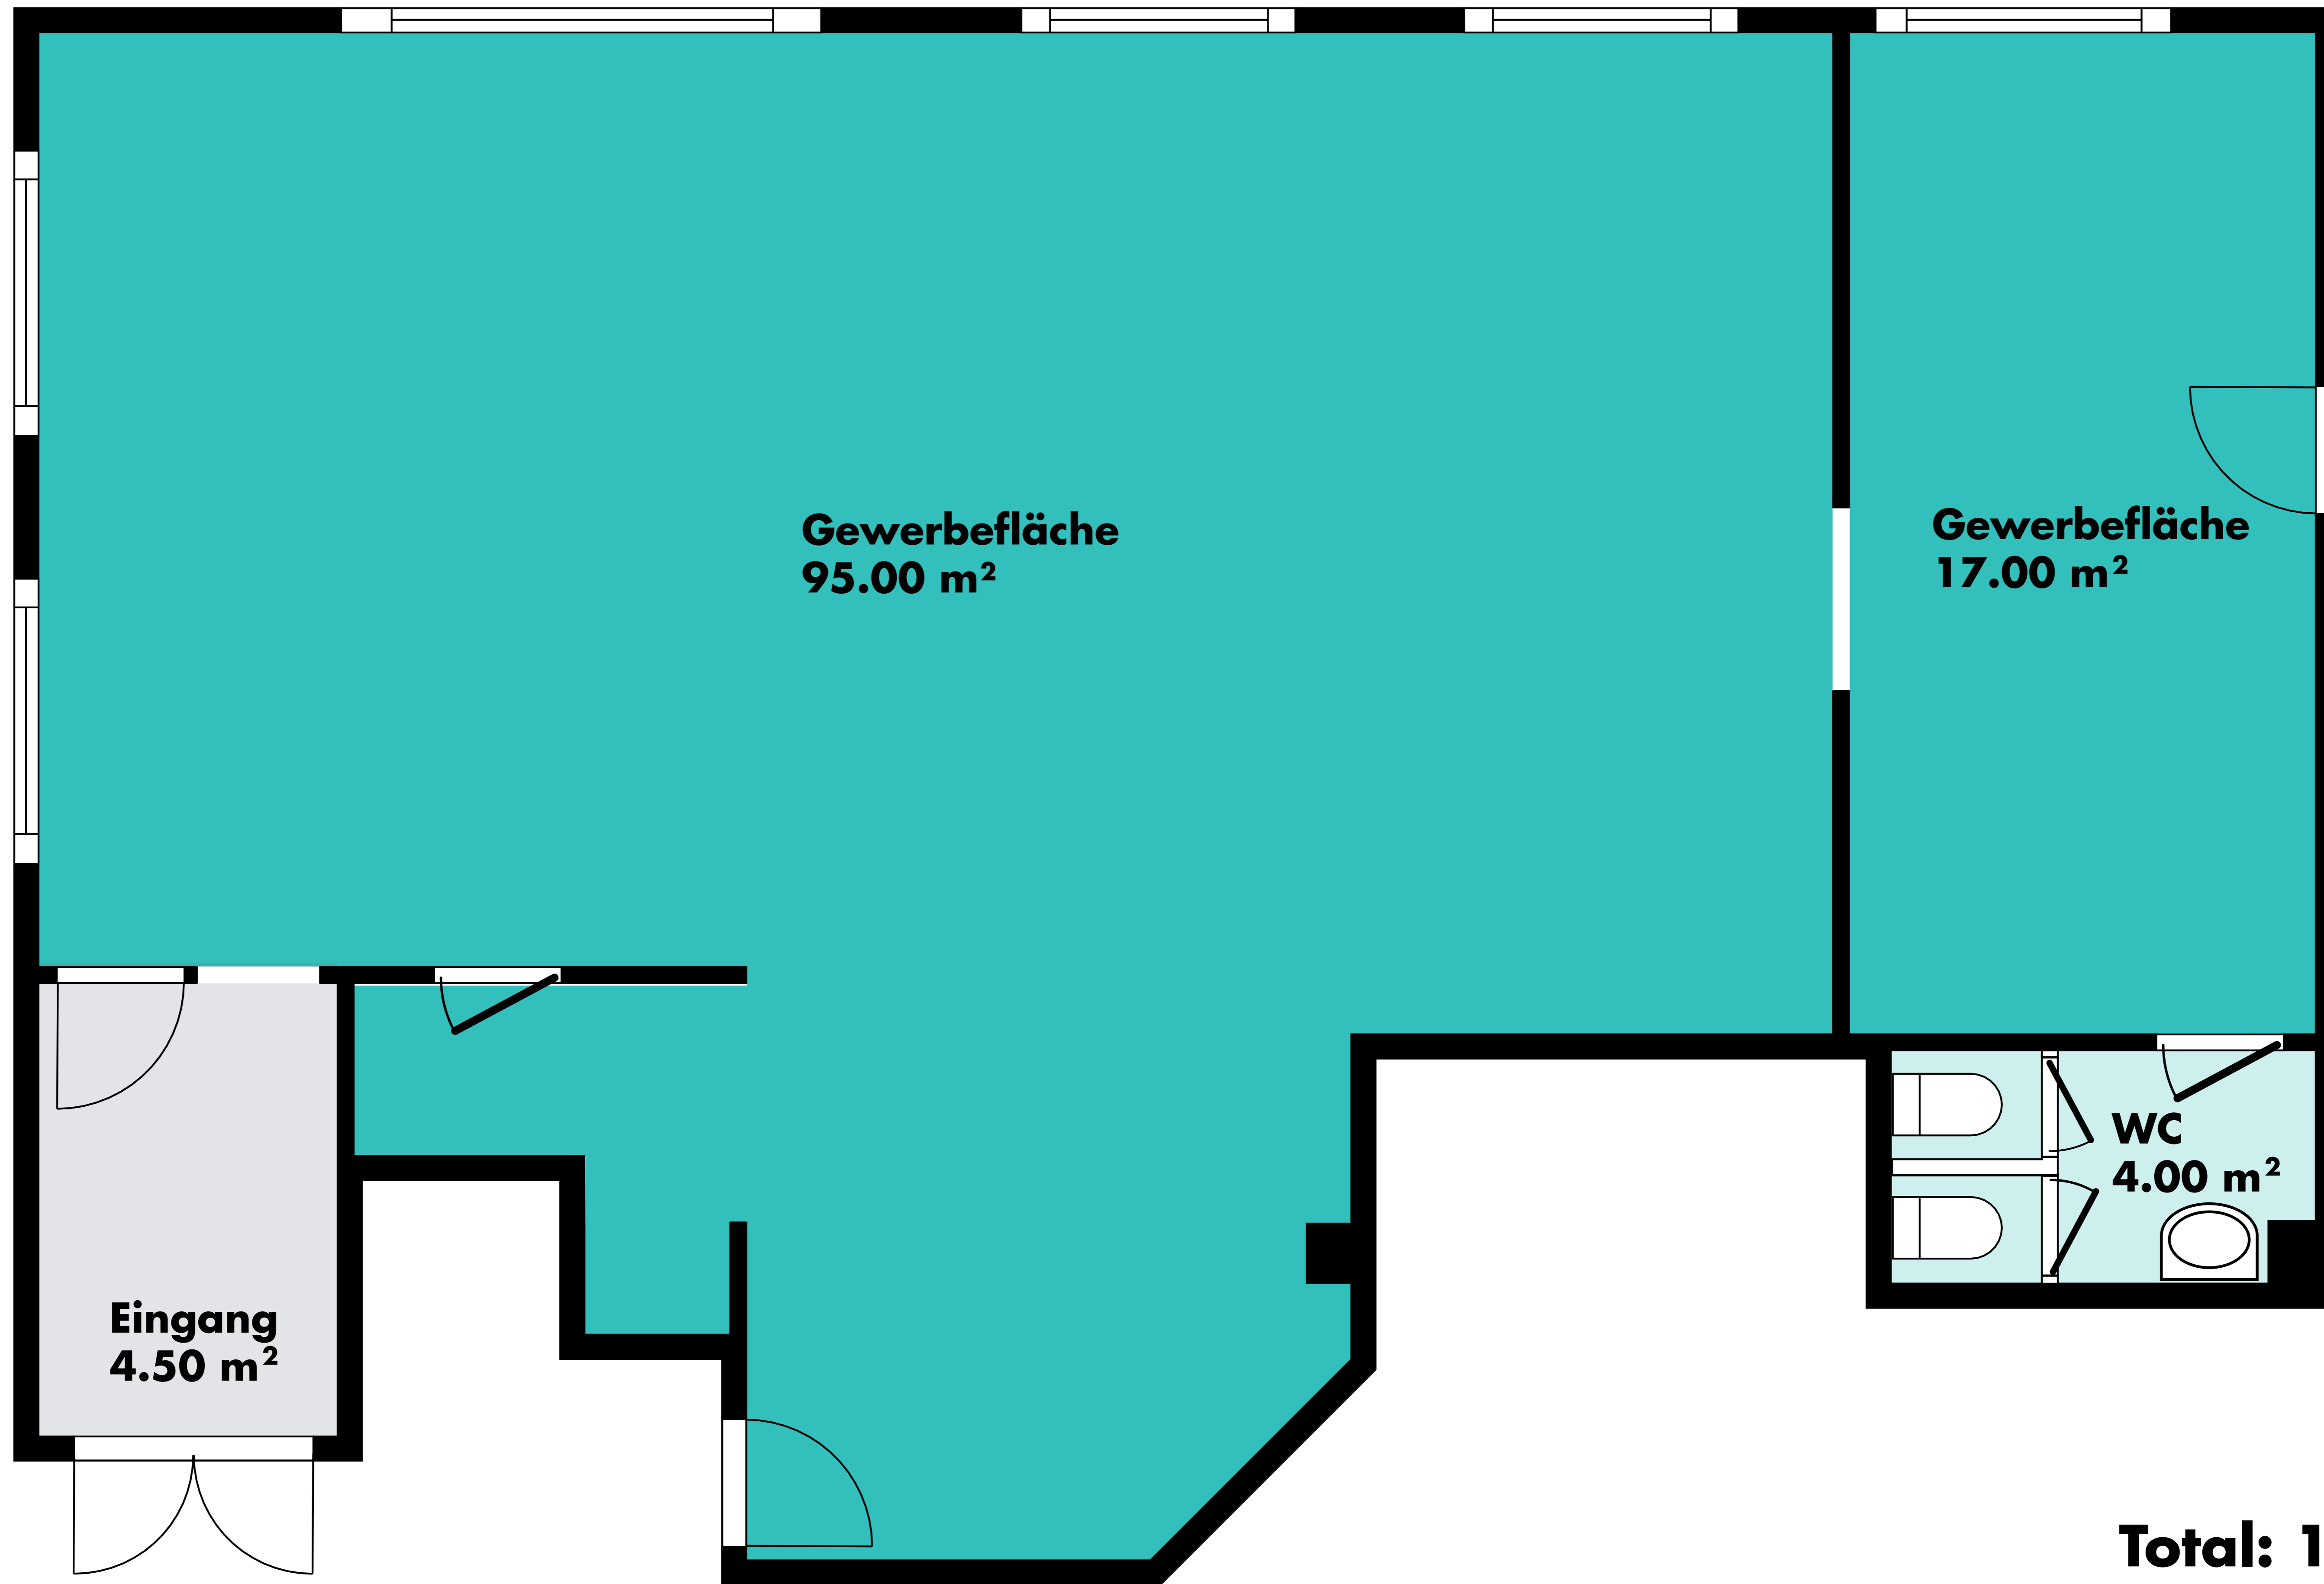 Gewerbefläche
95.00 m²
Gewerbefläche
17.00 m²
WC
4.00 m²
Eingang
4.50 m²
Total: 1